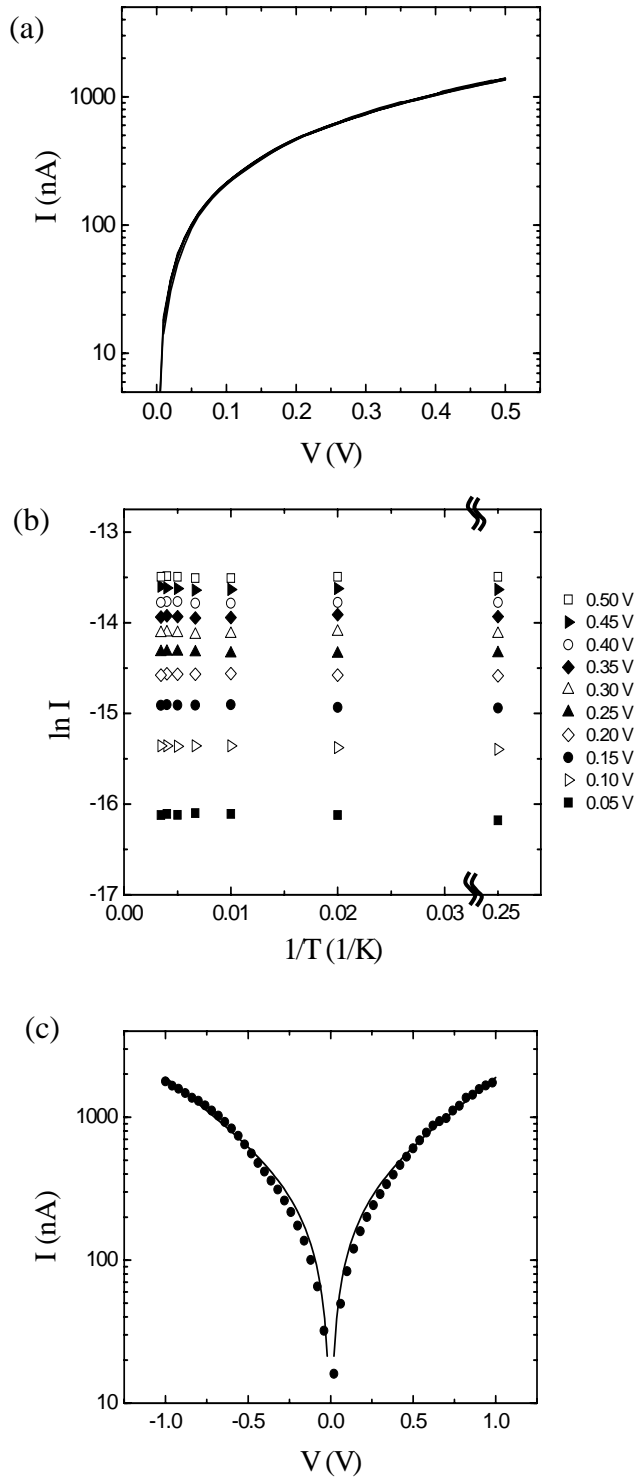 (a)
1000
100
10
I (nA)
0.0 0.1 0.2 0.3 0.4 0.5
V (V)
(b)
-13
-14
-15
-16
-17
ln I
0.00 0.01 0.02 0.03 0.25
1/T (1/K)
0.50 V
0.45 V
0.40 V
0.35 V
0.30 V
0.25 V
0.20 V
0.15 V
0.10 V
0.05 V
(c)
1000
100
10
I (nA)
-1.0 -0.5 0.0 0.5 1.0
V (V)